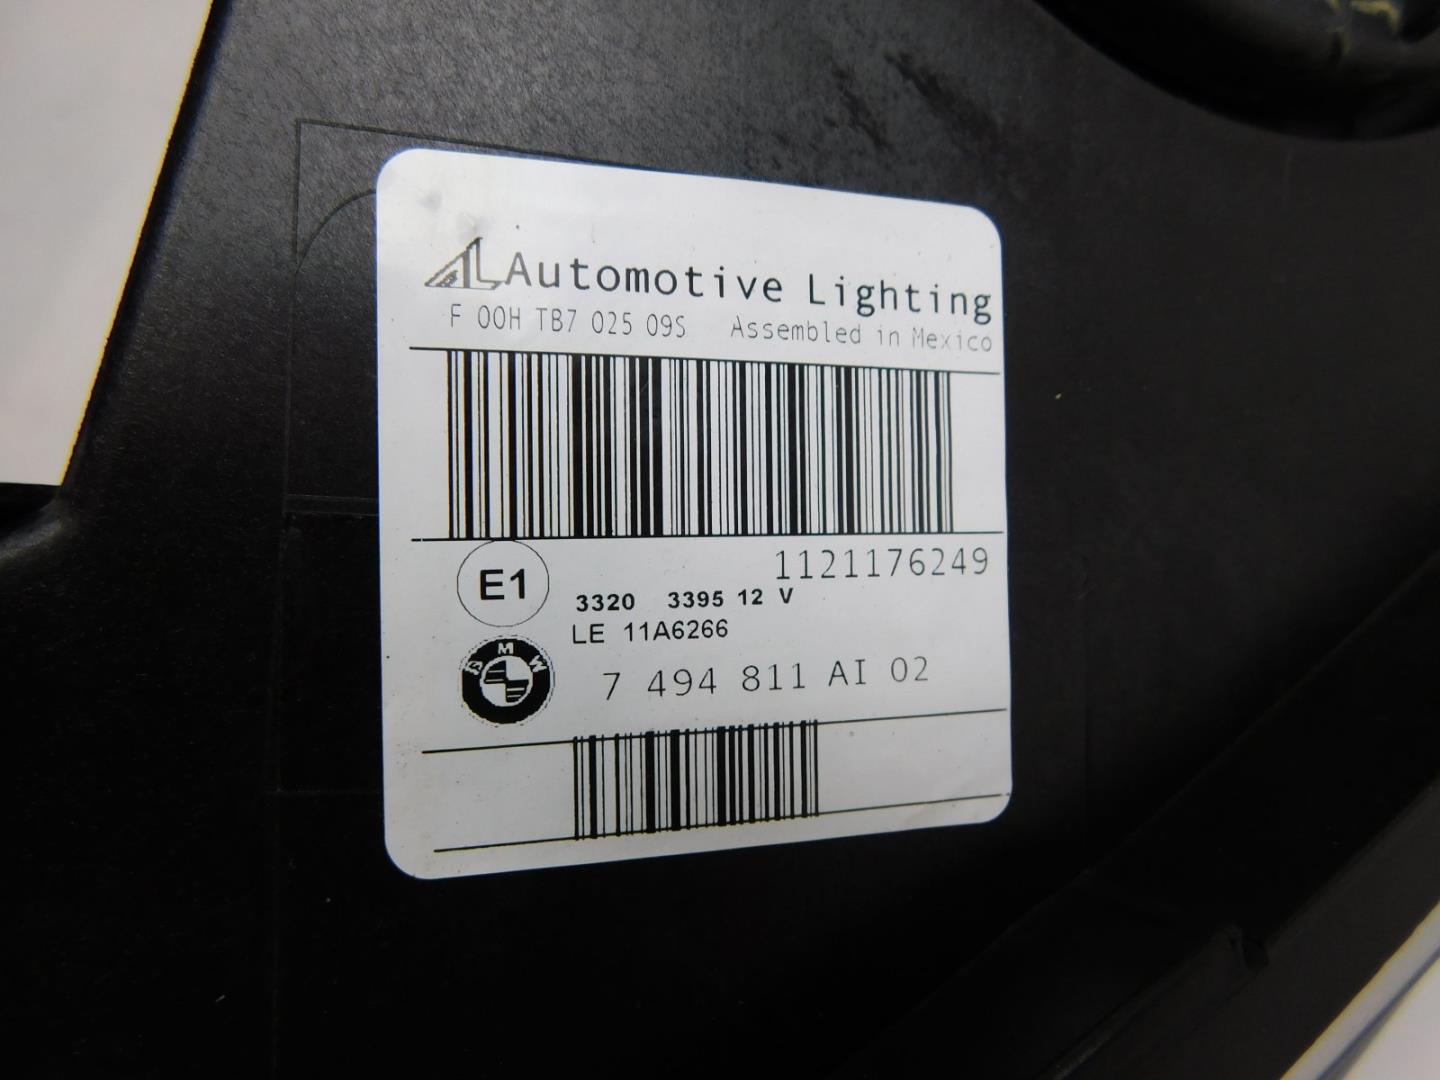 AL Automotive Lighting
F 00H TB7 025 09S Assembled in Mexico
1121176249
E1
3320 3395 12 V
LE 11A6266
BMW
7 494 811 AI 02